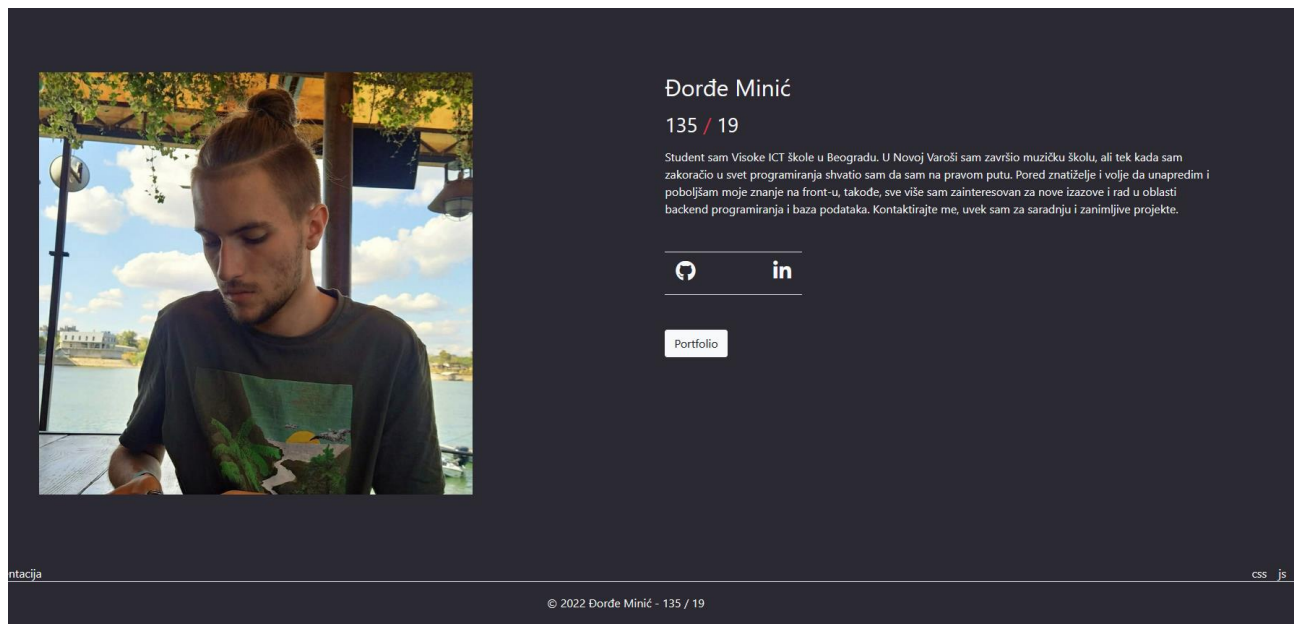 Đorđe Minić
135 / 19
Student sam Visoke ICT škole u Beogradu. U Novoj Varoši sam završio muzičku školu, ali tek kada sam
zakoračio u svet programiranja shvatio sam da sam na pravom putu. Pored znatiželje i volje da unapredim i
poboljšam moje znanje na front-u, takođe, sve više sam zainteresovan za nove izazove i rad u oblasti
backend programiranja i baza podataka. Kontaktirajte me, uvek sam za saradnju i zanimljive projekte.
in
Portfolio
ntacija
css js
© 2022 Đorđe Minić - 135 / 19